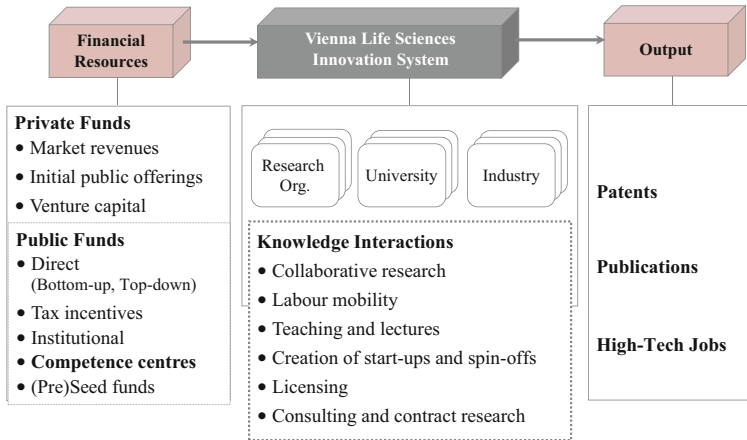 Financial
Resources
Vienna Life Sciences
Innovation System
Output
Private Funds
• Market revenues
• Initial public offerings
• Venture capital
Public Funds
• Direct
(Bottom-up, Top-down)
• Tax incentives
• Institutional
• Competence centres
• (Pre)Seed funds
Research
Org.
University
Industry
Knowledge Interactions
• Collaborative research
• Labour mobility
• Teaching and lectures
• Creation of start-ups and spin-offs
• Licensing
• Consulting and contract research
Patents
Publications
High-Tech Jobs